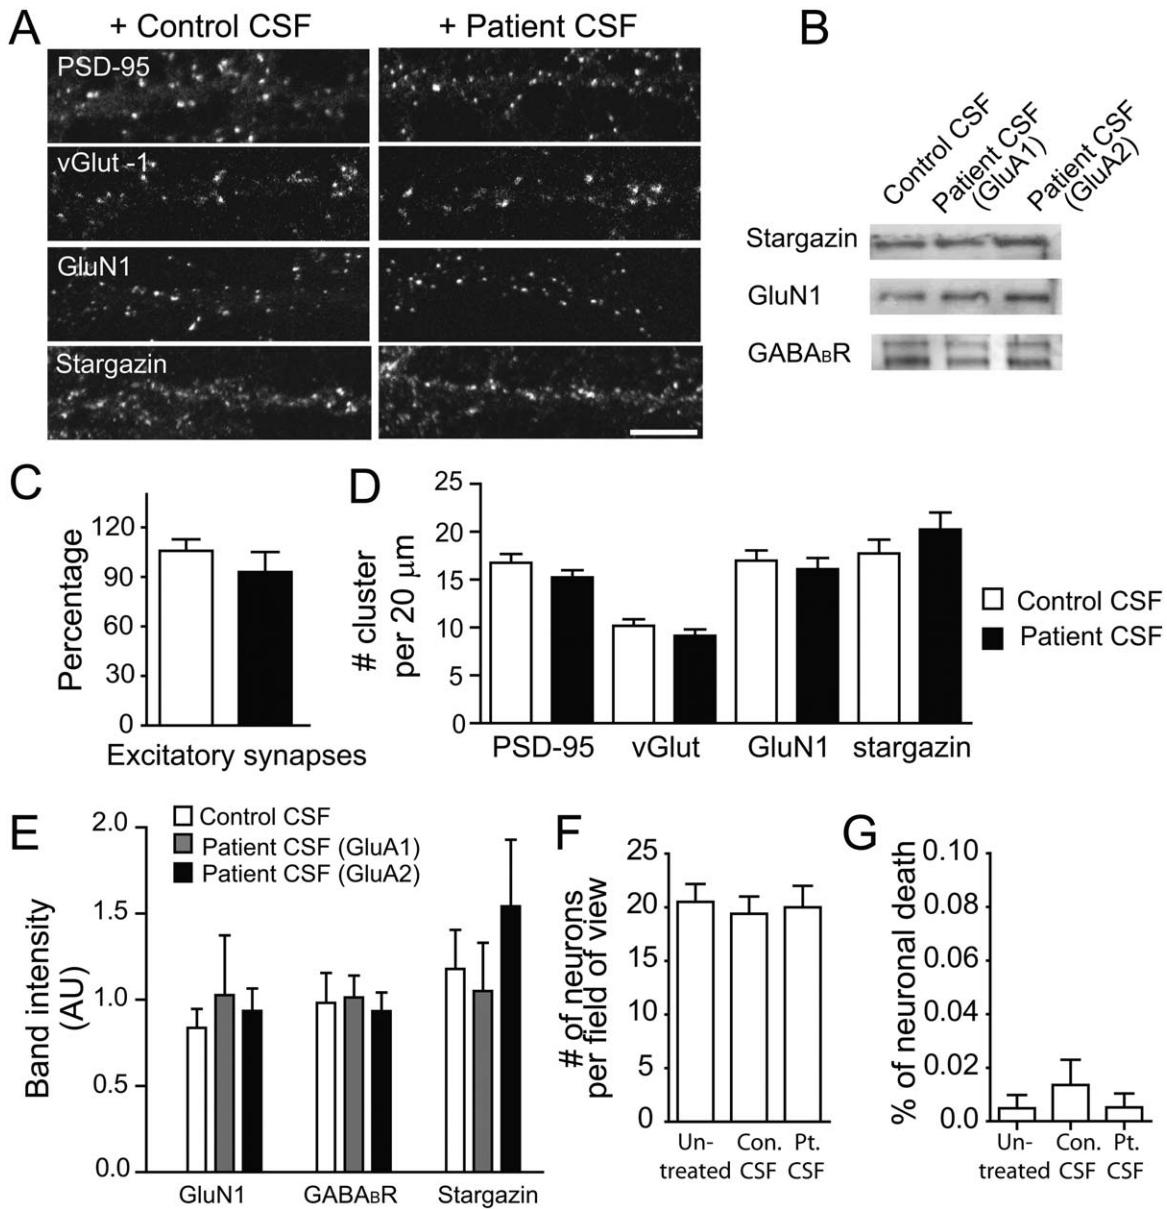 A
+ Control CSF
+ Patient CSF
PSD-95
vGlut -1
GluN1
Stargazin
B
Control CSF
Patient CSF
(GluA1)
Patient CSF
(GluA2)
Stargazin
GluN1
GABABR
C
Percentage
120
90
60
30
0
Excitatory synapses
D
# cluster
per 20 μm
25
20
15
10
5
0
PSD-95
vGlut
GluN1
stargazin
Control CSF
Patient CSF
E
Control CSF
Patient CSF (GluA1)
Patient CSF (GluA2)
Band intensity
(AU)
2.0
1.5
1.0
0.5
0.0
GluN1
GABABR
Stargazin
F
# of neurons
per field of view
25
20
15
10
5
0
Un-
treated
Con.
CSF
Pt.
CSF
G
% of neuronal death
0.10
0.08
0.06
0.04
0.02
0.0
Un-
treated
Con.
CSF
Pt.
CSF